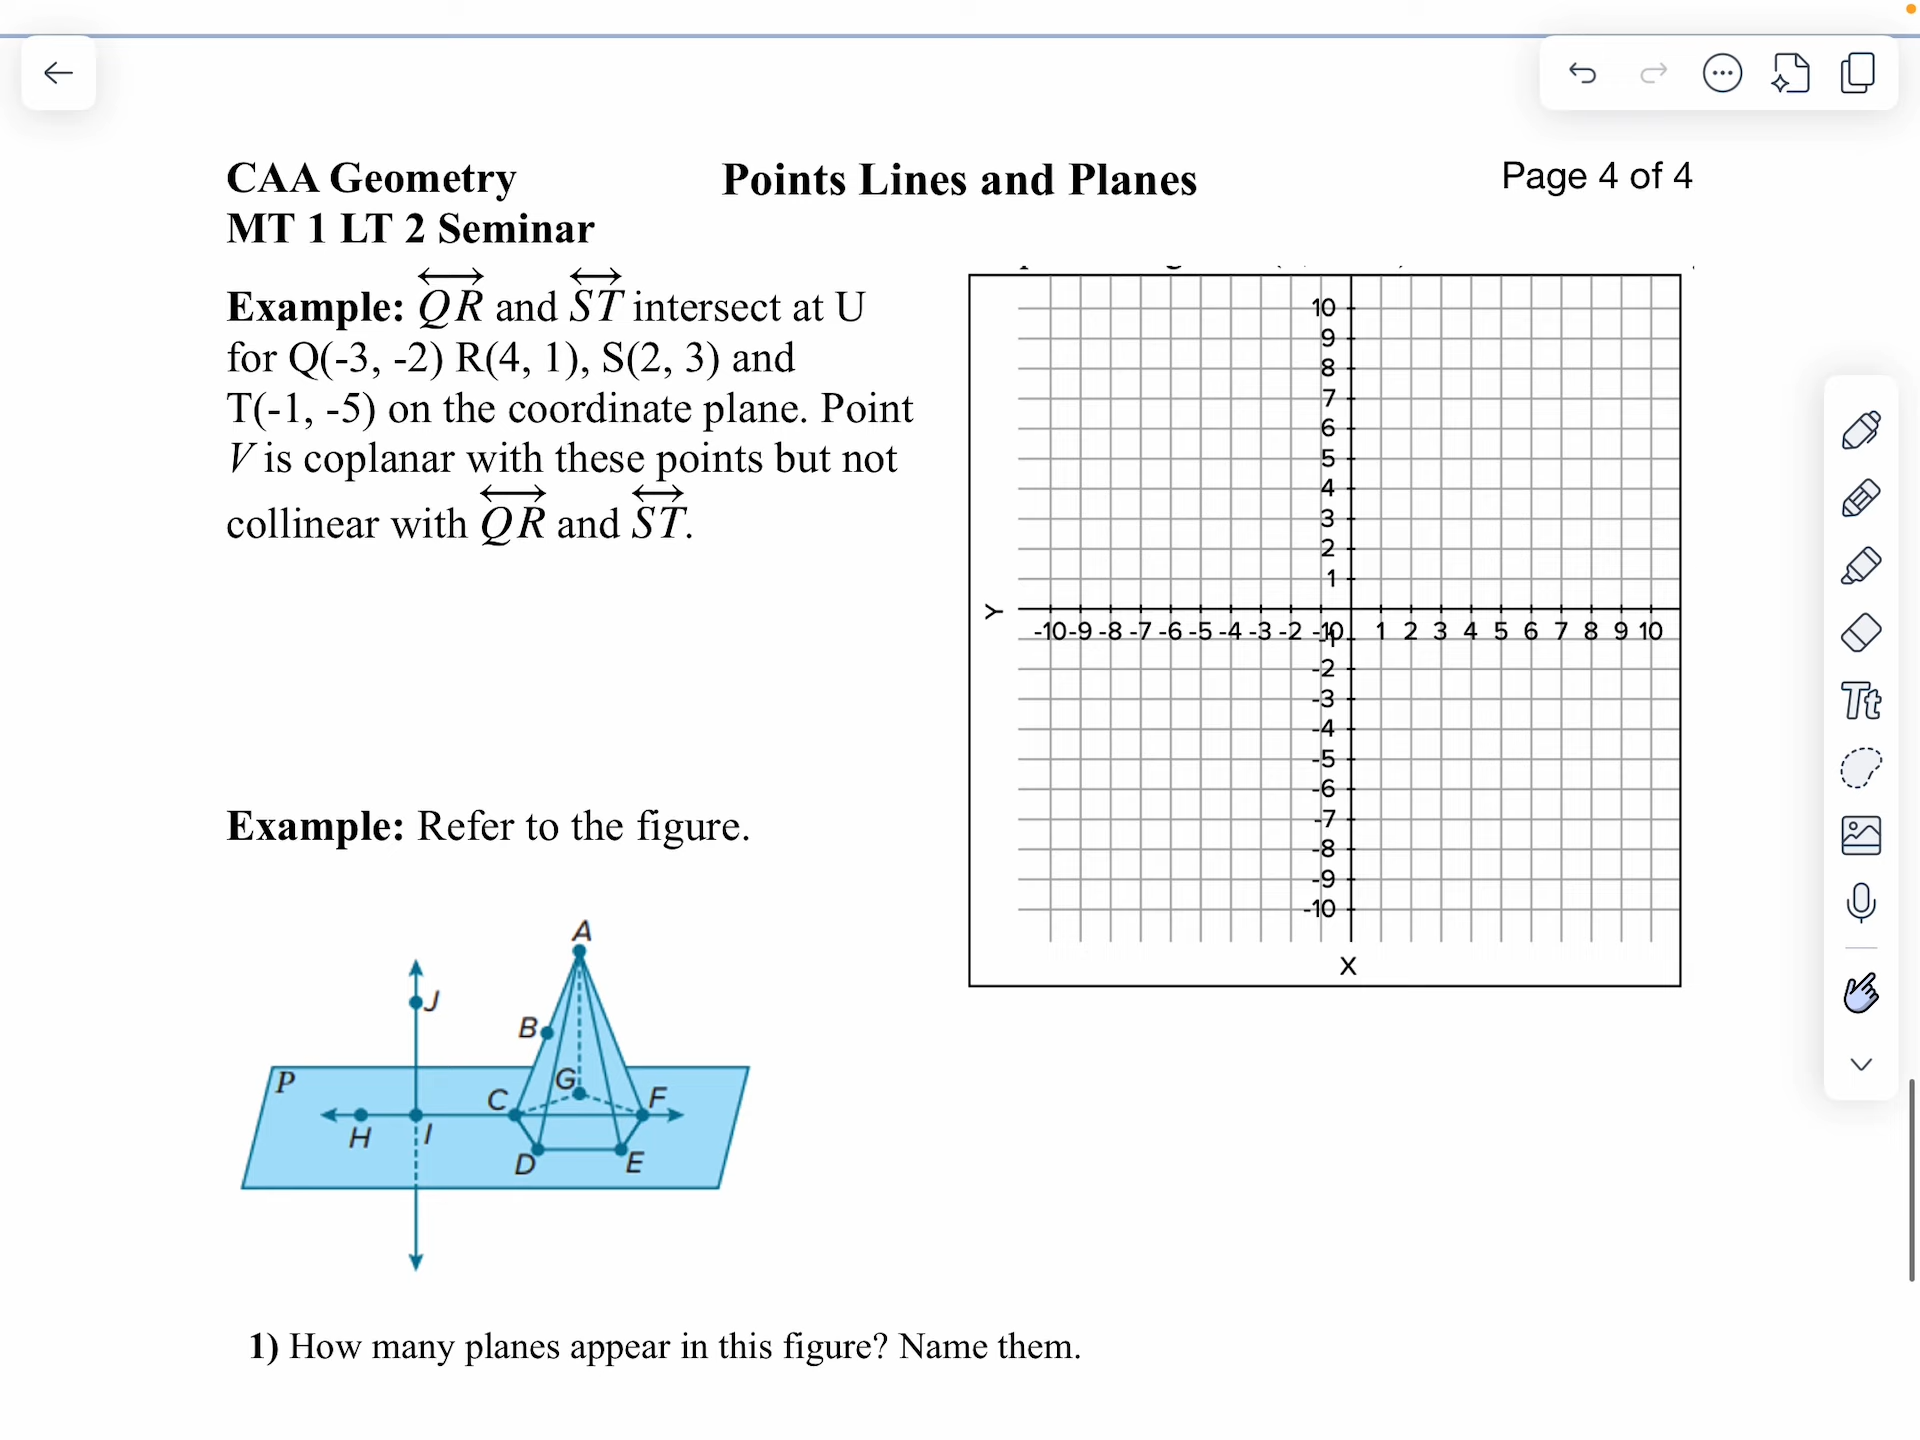 CAA Geometry
Points Lines and Planes
Page 4 of 4
MT 1 LT 2 Seminar
Example: QR and ST intersect at U
for Q(-3, -2) R(4, 1), S(2, 3) and
T(-1, -5) on the coordinate plane. Point
V is coplanar with these points but not
collinear with QR and ST.
10
9
8
7
6
5
4
3
2
1
Y
-10 -9 -8 -7 -6 -5 -4 -3 -2 -1 0 1 2 3 4 5 6 7 8 9 10
-1
-2
-3
-4
-5
-6
-7
-8
-9
-10
X
Example: Refer to the figure.
A
J
B
P
G
C
F
H
I
D
E
1) How many planes appear in this figure? Name them.
Tt